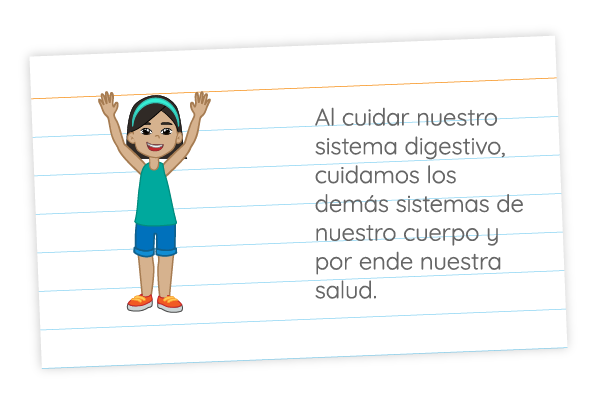 Al cuidar nuestro
sistema digestivo,
cuidamos los
demás sistemas de
nuestro cuerpo y
por ende nuestra
salud.